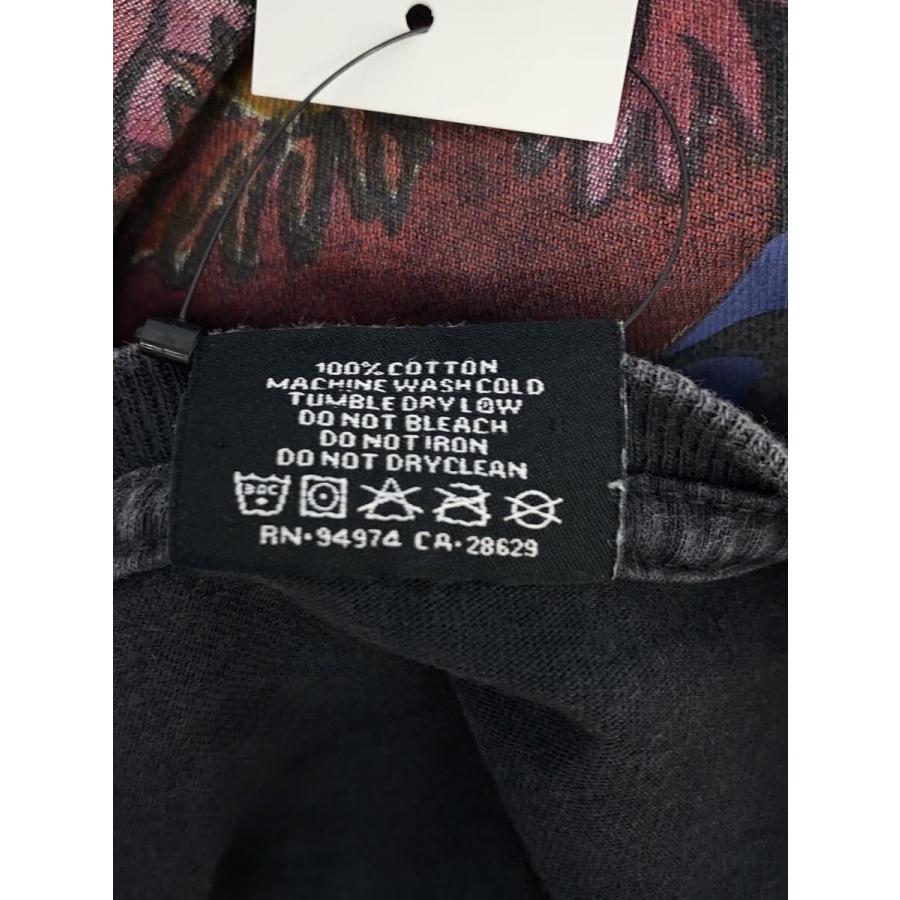 100% COTTON
MACHINE WASH COLD
TUMBLE DRY LOW
DO NOT BLEACH
DO NOT IRON
DO NOT DRYCLEAN
RN·94974 CA·28629